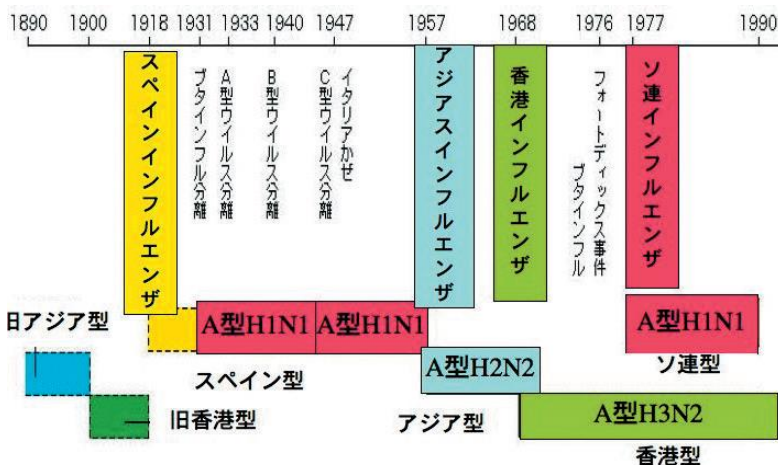 1890 1900 1918 1931 1933 1940 1947 1957 1968 1976 1977 1990
スペインインフルエンザ
ブタインフル分離
A型ウイルス分離
B型ウイルス分離
C型ウイルス分離
イタリアかぜ
アジアスインフルエンザ
香港インフルエンザ
フォートディックス事件
ブタインフル
ソ連インフルエンザ
旧アジア型
A型H1N1 A型H1N1 A型H1N1
スペイン型
ソ連型
A型H2N2
旧香港型
アジア型
A型H3N2
香港型